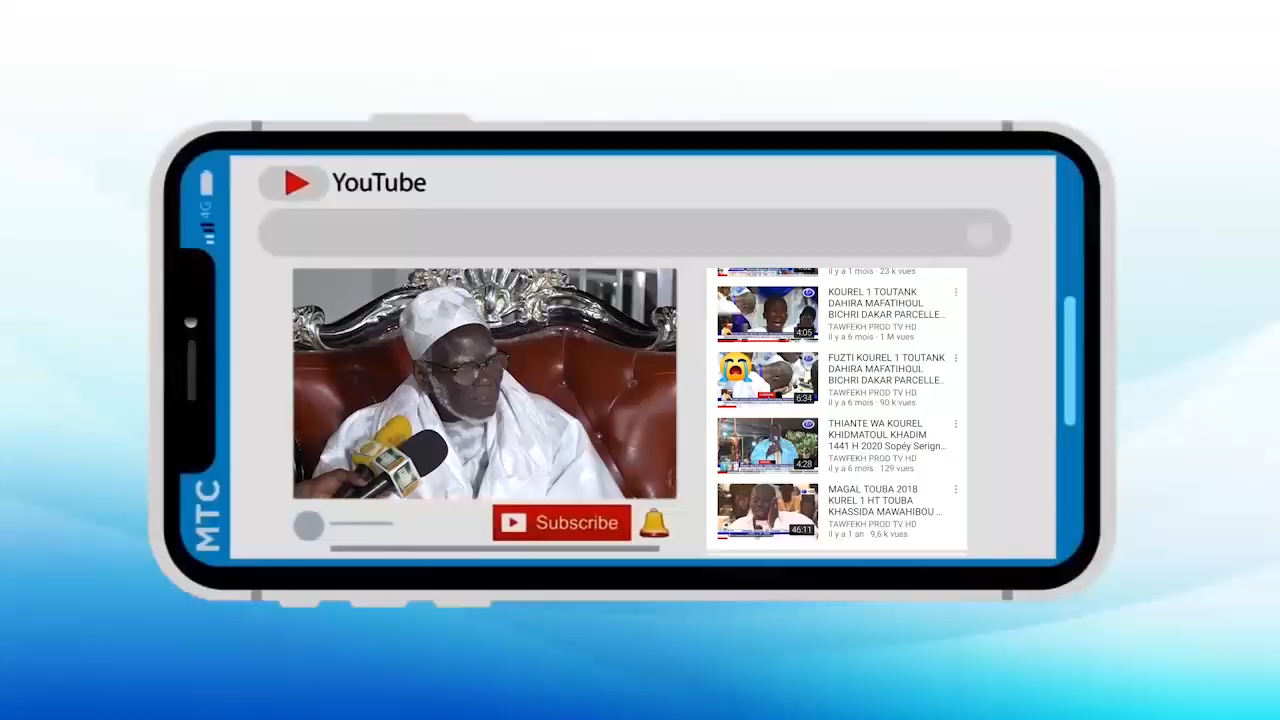 4G
MTC
YouTube
Subscribe
il y a 1 mois · 23 k vues
KOUREL 1 TOUTANK
DAHIRA MAFATIHOUL
BICHRI DAKAR PARCELLE...
TAWFEKH PROD TV HD
il y a 6 mois · 1 M vues
4:05
FUZTI KOUREL 1 TOUTANK
DAHIRA MAFATIHOUL
BICHRI DAKAR PARCELLE...
TAWFEKH PROD TV HD
il y a 6 mois · 90 k vues
6:34
THIANTE WA KOUREL
KHIDMATOUL KHADIM
1441 H 2020 Sopéy Serign...
TAWFEKH PROD TV HD
il y a 6 mois · 129 vues
4:28
MAGAL TOUBA 2018
KUREL 1 HT TOUBA
KHASSIDA MAWAHIBOU ...
TAWFEKH PROD TV HD
il y a 1 an · 9,6 k vues
46:11